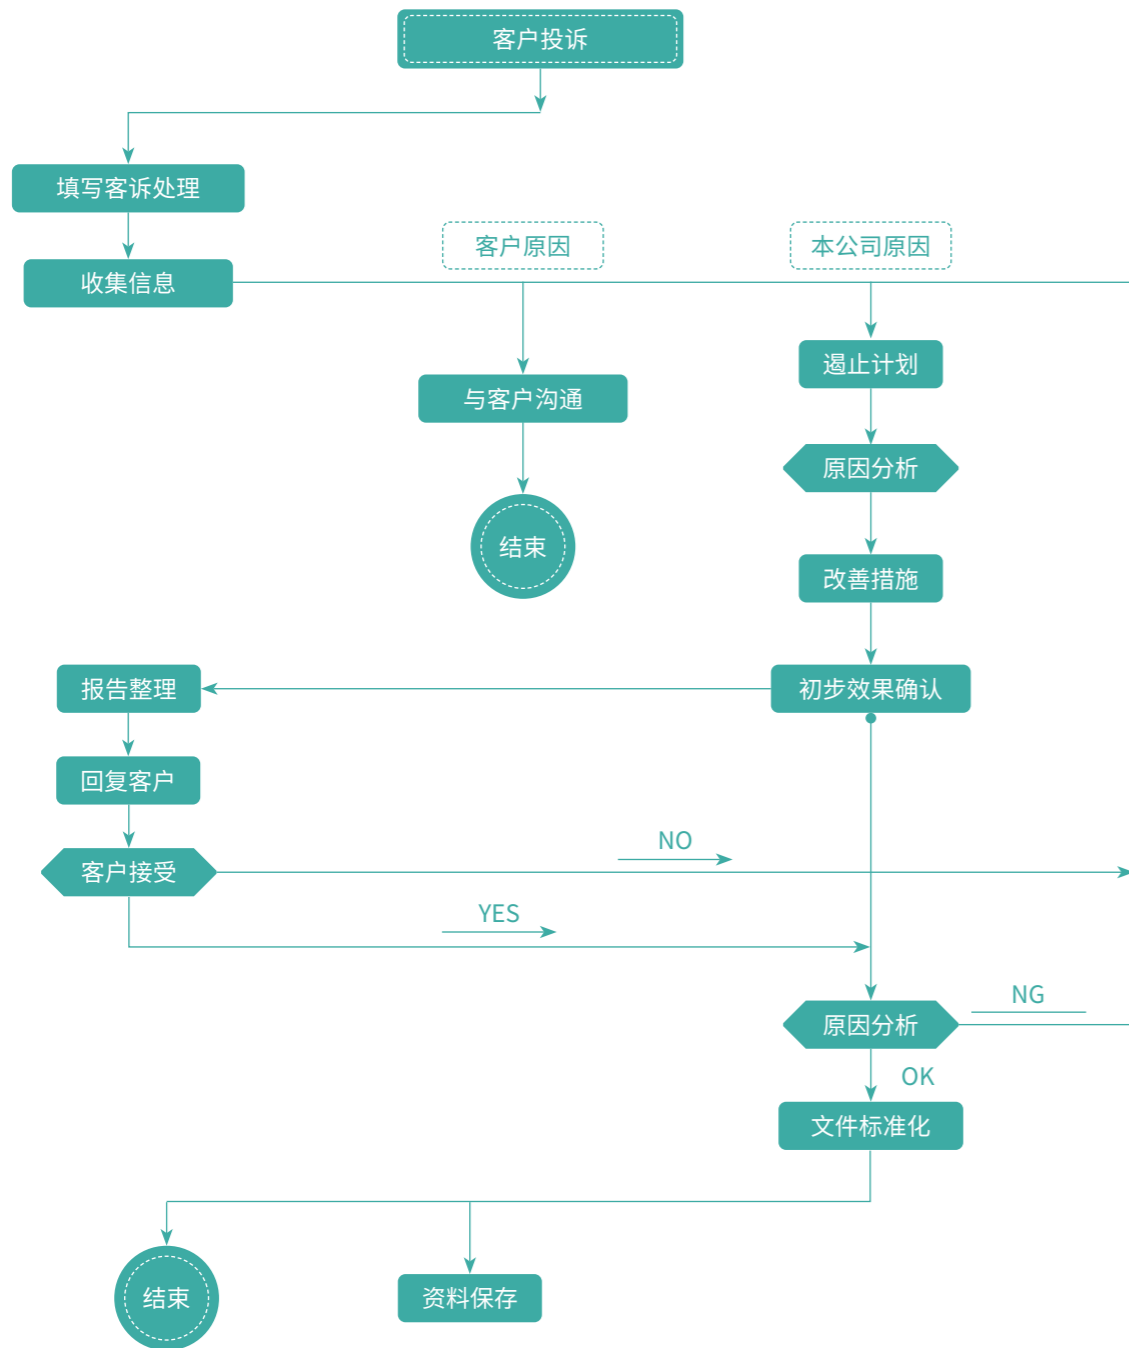 客户投诉
填写客诉处理
收集信息
客户原因
本公司原因
遏止计划
与客户沟通
原因分析
结束
改善措施
报告整理
初步效果确认
回复客户
NO
客户接受
YES
NG
原因分析
OK
文件标准化
结束
资料保存